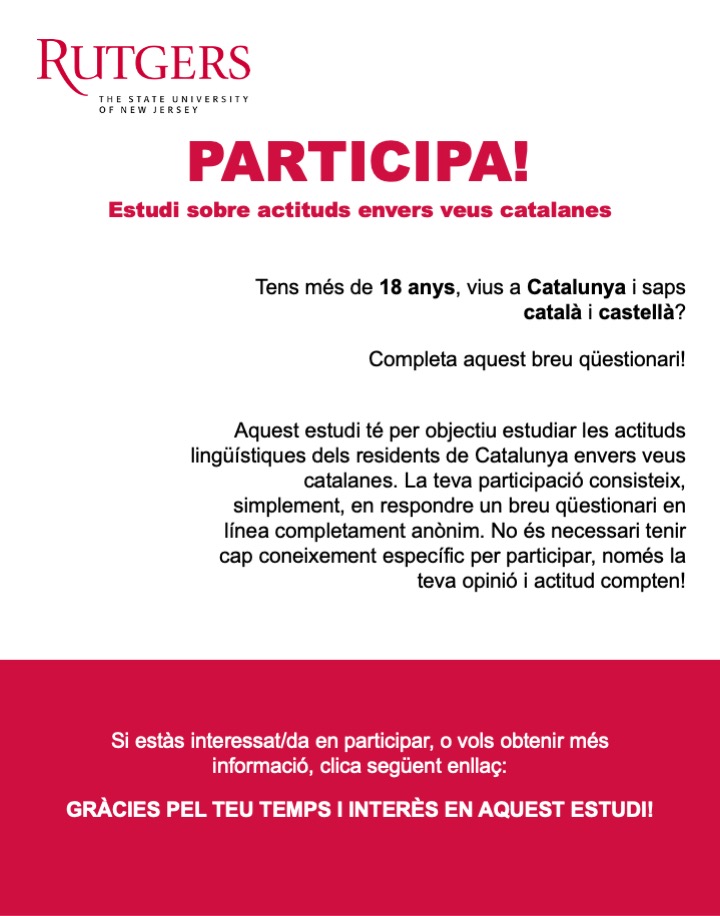 RUTGERS
THE STATE UNIVERSITY
OF NEW JERSEY
PARTICIPA!
Estudi sobre actituds envers veus catalanes
Tens més de 18 anys, vius a Catalunya i saps
català i castellà?
Completa aquest breu qüestionari!
Aquest estudi té per objectiu estudiar les actituds
lingüístiques dels residents de Catalunya envers veus
catalanes. La teva participació consisteix,
simplement, en respondre un breu qüestionari en
línea completament anònim. No és necessari tenir
cap coneixement específic per participar, només la
teva opinió i actitud compten!
Si estàs interessat/da en participar, o vols obtenir més
informació, clica següent enllaç:
GRÀCIES PEL TEU TEMPS I INTERÈS EN AQUEST ESTUDI!